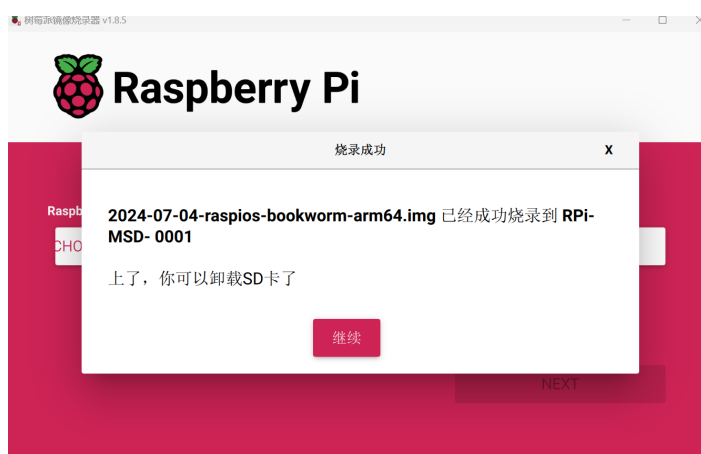 树莓派镜像烧录器 v1.8.5
Raspberry Pi
烧录成功
X
Raspb
2024-07-04-raspios-bookworm-arm64.img 已经成功烧录到 RPi-
MSD- 0001
CHO
上了，你可以卸载SD卡了
继续
NEXT